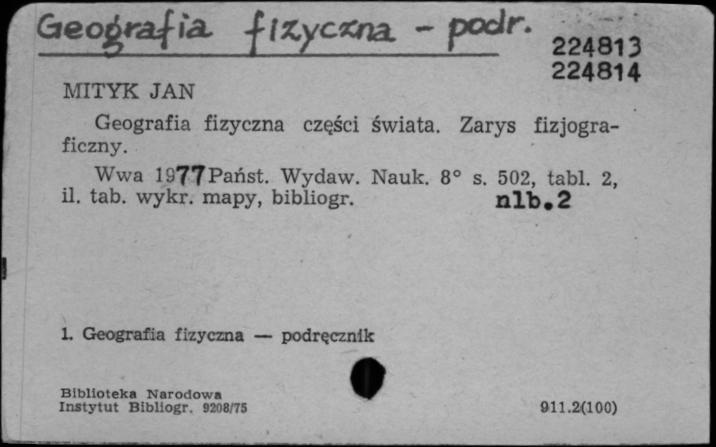 Geografia fizyczna - podr.
224813
224814
MITYK JAN
Geografia fizyczna części świata. Zarys fizjogra-
ficzny.
Wwa 1977 Państ. Wydaw. Nauk. 8° s. 502, tabl. 2,
il. tab. wykr. mapy, bibliogr. nlb.2
1. Geografia fizyczna — podręcznik
Biblioteka Narodowa
Instytut Bibliogr. 9208/75
911.2(100)